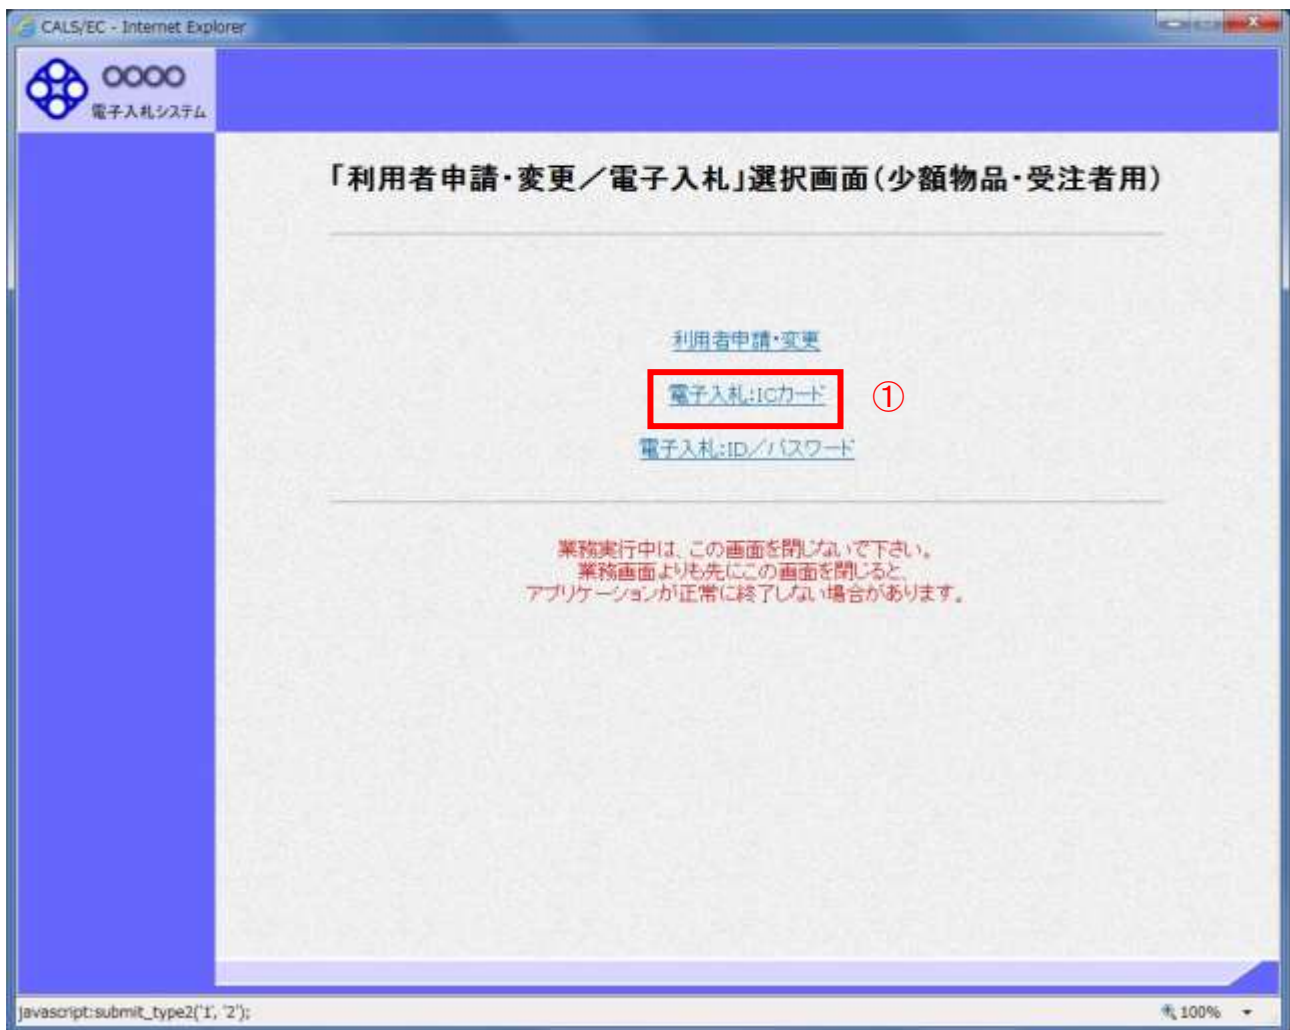 CALS/EC - Internet Explorer
○○○○
電子入札システム
「利用者申請・変更／電子入札」選択画面（少額物品・受注者用）
利用者申請・変更
電子入札:ICカード
①
電子入札:ID／パスワード
業務実行中は、この画面を閉じないで下さい。
業務画面よりも先にこの画面を閉じると、
アプリケーションが正常に終了しない場合があります。
javascript:submit_type2('1', '2');
100%